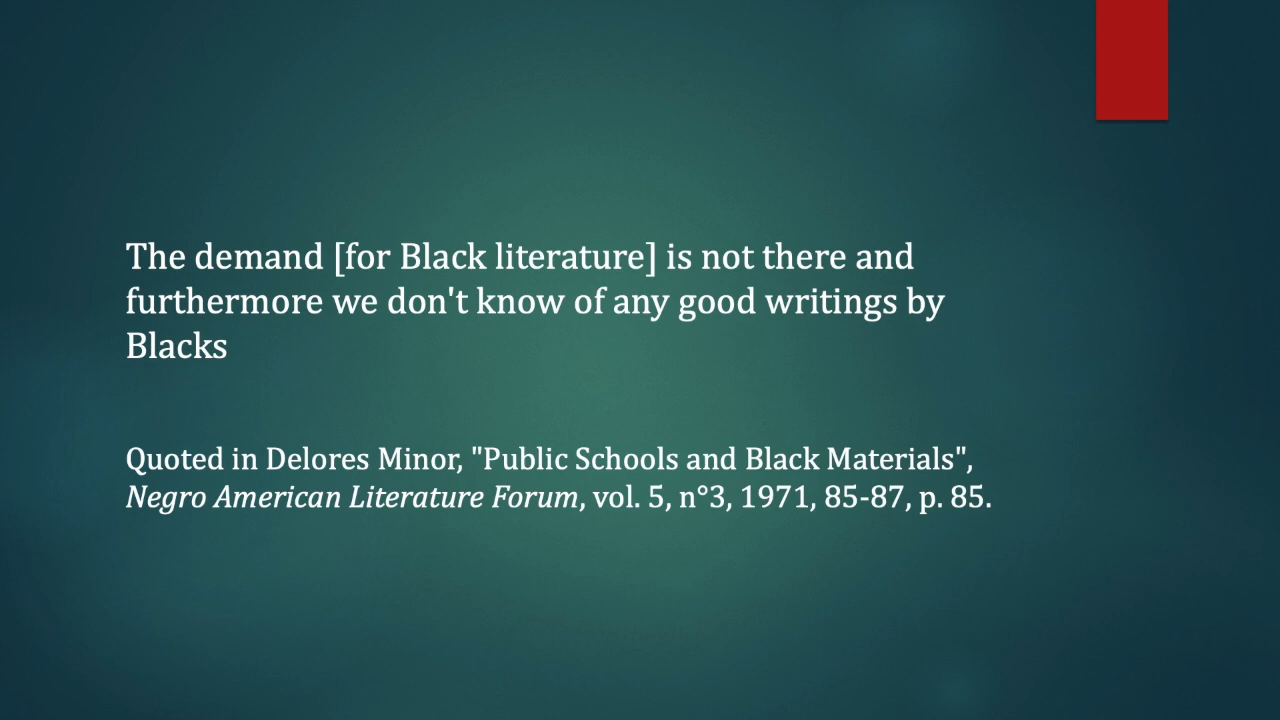 The demand [for Black literature] is not there and
furthermore we don't know of any good writings by
Blacks
Quoted in Delores Minor, "Public Schools and Black Materials",
Negro American Literature Forum, vol. 5, n°3, 1971, 85-87, p. 85.